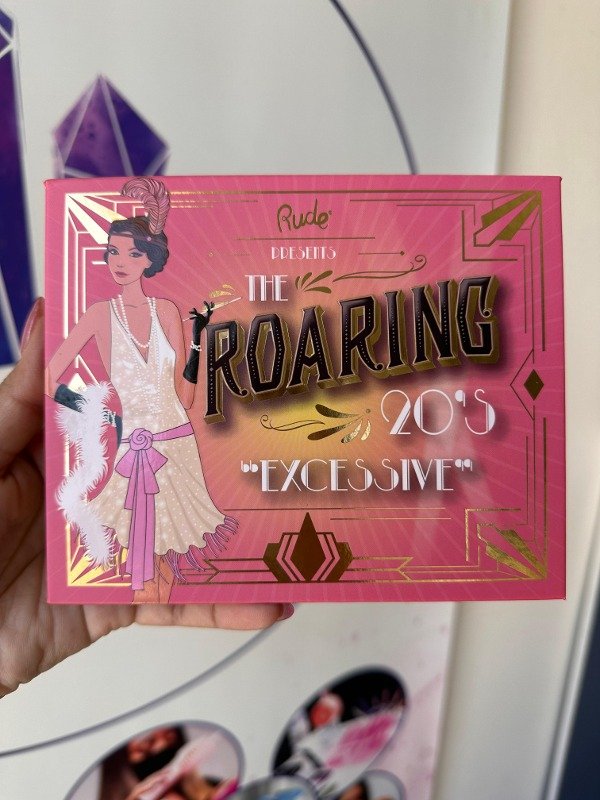 Rude
PRESENTS
THE
ROARING
20'S
"EXCESSIVE"